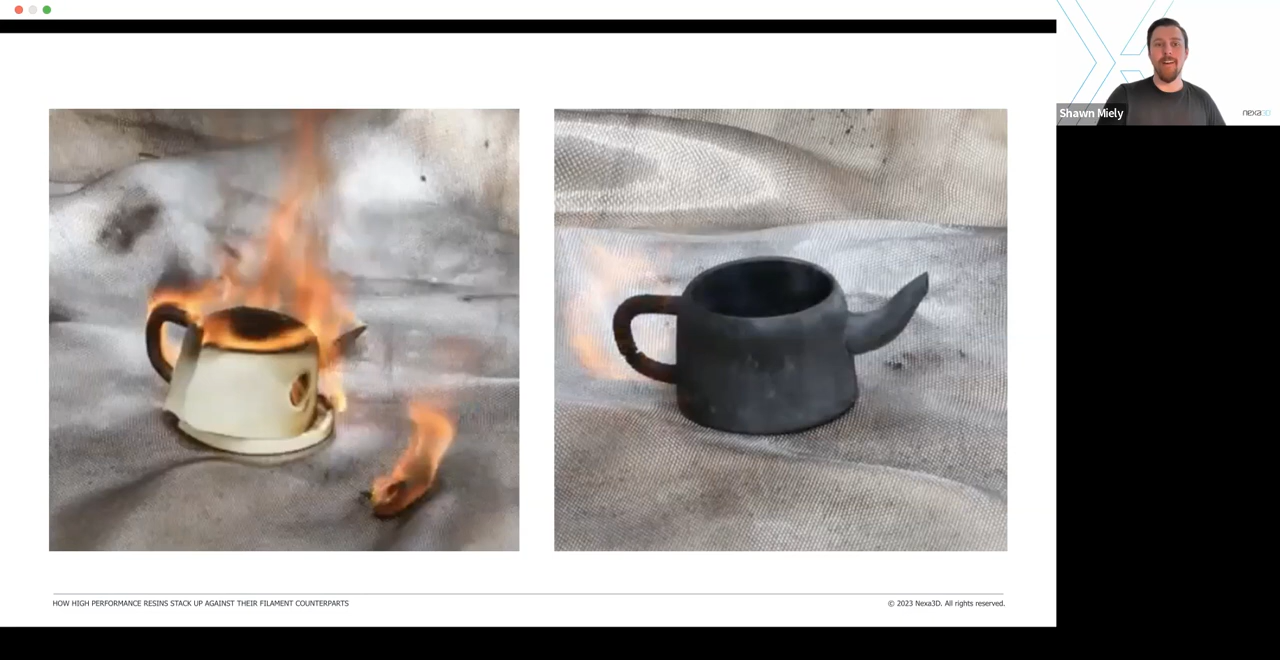 Shawn Miely
nexa3D
HOW HIGH PERFORMANCE RESINS STACK UP AGAINST THEIR FILAMENT COUNTERPARTS
© 2023 Nexa3D. All rights reserved.